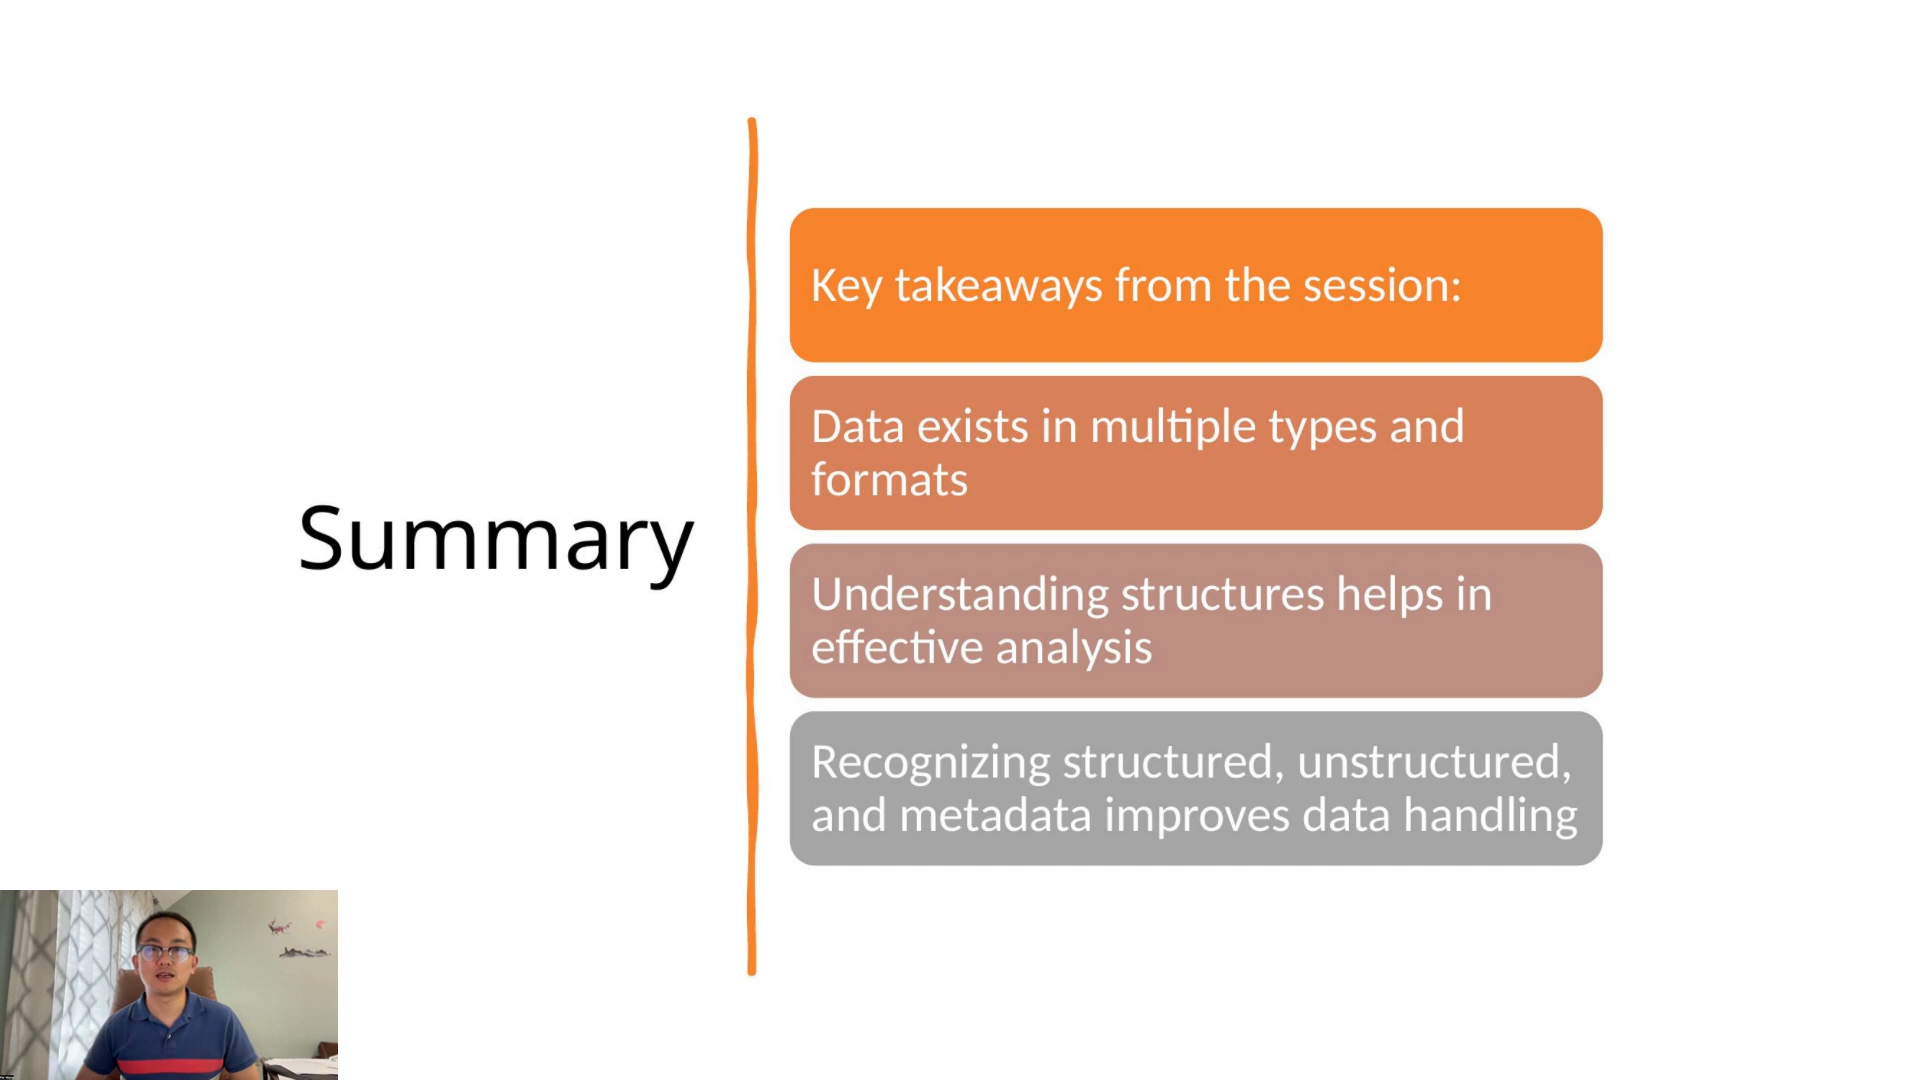 Summary
Key takeaways from the session:
Data exists in multiple types and
formats
Understanding structures helps in
effective analysis
Recognizing structured, unstructured,
and metadata improves data handling